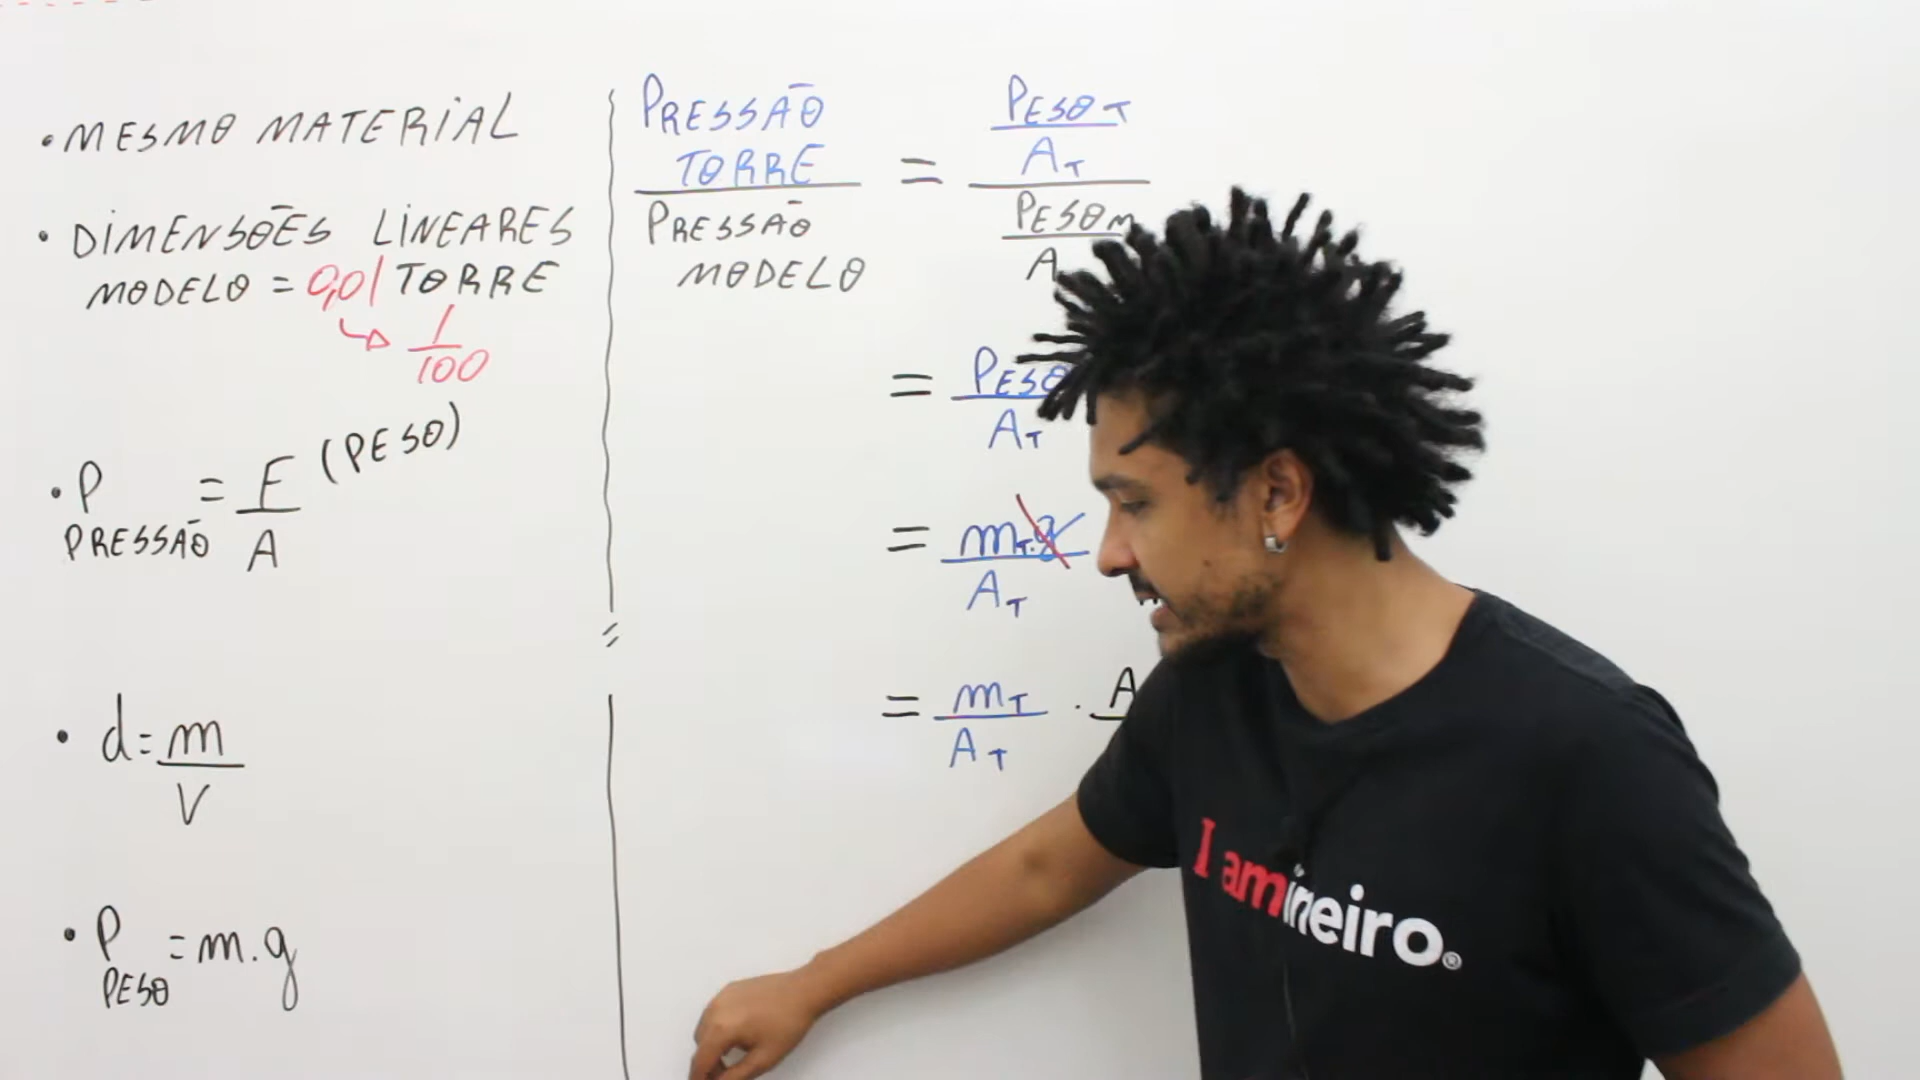 • MESMO MATERIAL
• DIMENSÕES LINEARES
MODELO = 0,01 TORRE
1
100
• P = F (PESO)
PRESSÃO A
• d = m
V
• P = m.g
PESO
PRESSÃO
TORRE
PRESSÃO
MODELO
= PESO T
A T
PESO m
A
= PESO
A T
= m T . g
A T
= m T . A
A T
I am ineiro.®